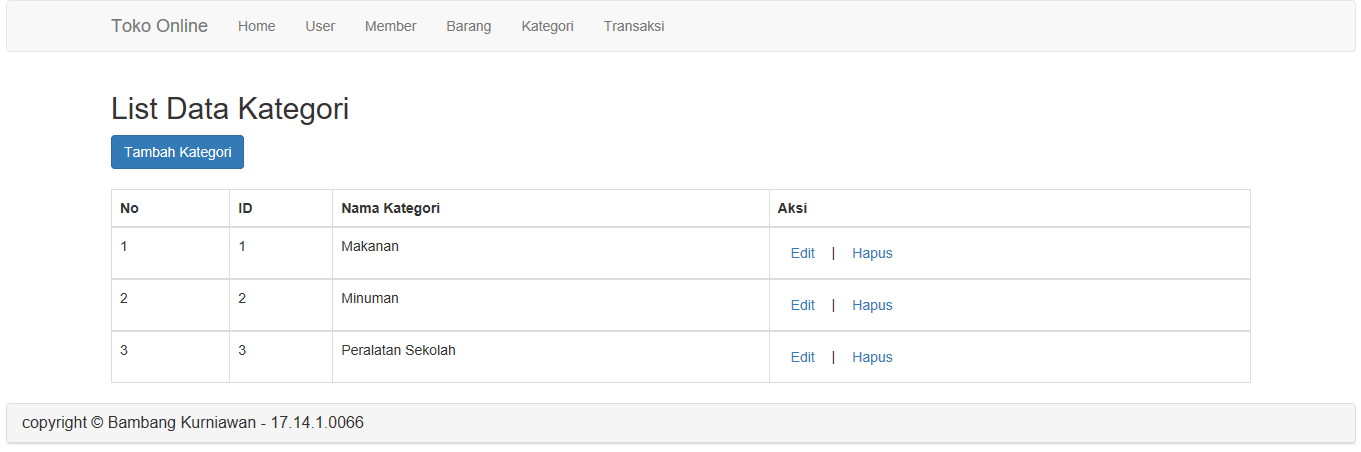 Toko Online Home User Member Barang Kategori Transaksi
List Data Kategori
Tambah Kategori
No ID Nama Kategori Aksi
1 1 Makanan Edit | Hapus
2 2 Minuman Edit | Hapus
3 3 Peralatan Sekolah Edit | Hapus
copyright © Bambang Kurniawan - 17.14.1.0066